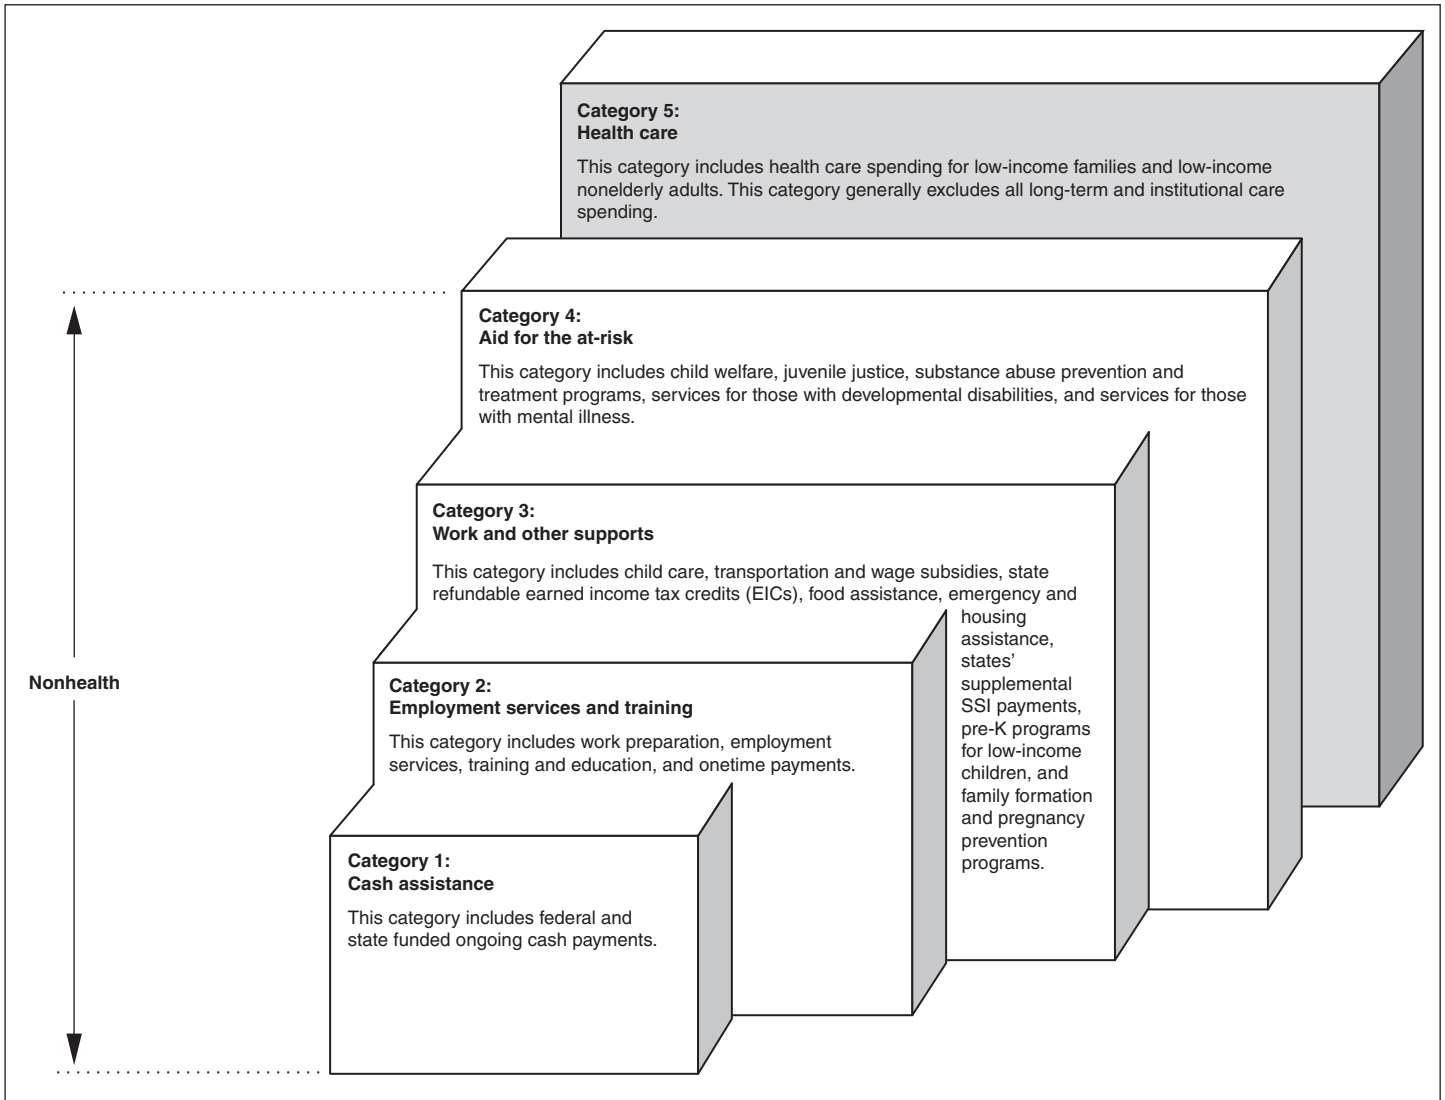 Category 5:
Health care
This category includes health care spending for low-income families and low-income
nonelderly adults. This category generally excludes all long-term and institutional care
spending.
Category 4:
Aid for the at-risk
This category includes child welfare, juvenile justice, substance abuse prevention and
treatment programs, services for those with developmental disabilities, and services for those
with mental illness.
Category 3:
Work and other supports
This category includes child care, transportation and wage subsidies, state
refundable earned income tax credits (EICs), food assistance, emergency and
housing
assistance,
states’
supplemental
SSI payments,
pre-K programs
for low-income
children, and
family formation
and pregnancy
prevention
programs.
Nonhealth
Category 2:
Employment services and training
This category includes work preparation, employment
services, training and education, and onetime payments.
Category 1:
Cash assistance
This category includes federal and
state funded ongoing cash payments.